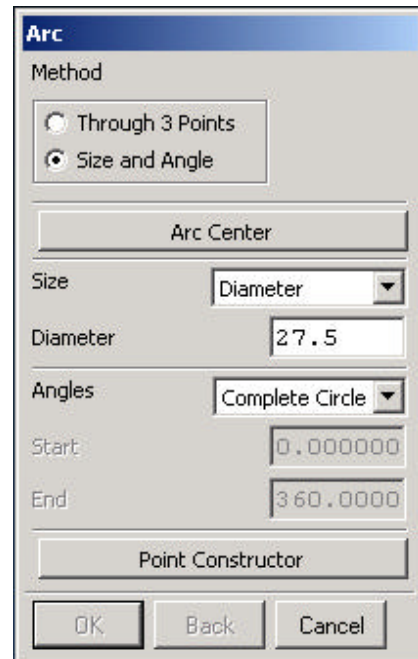 Arc
Method
Through 3 Points
Size and Angle
Arc Center
Size Diameter
Diameter 27.5
Angles Complete Circle
Start 0.000000
End 360.0000
Point Constructor
OK Back Cancel